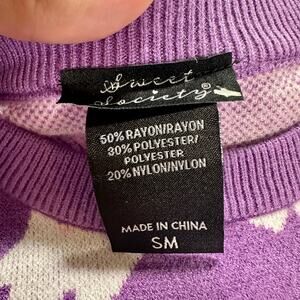 Sweet
Society®
50% RAYON/RAYON
30% POLYESTER/
POLYESTER
20% NYLON/NYLON
MADE IN CHINA
SM